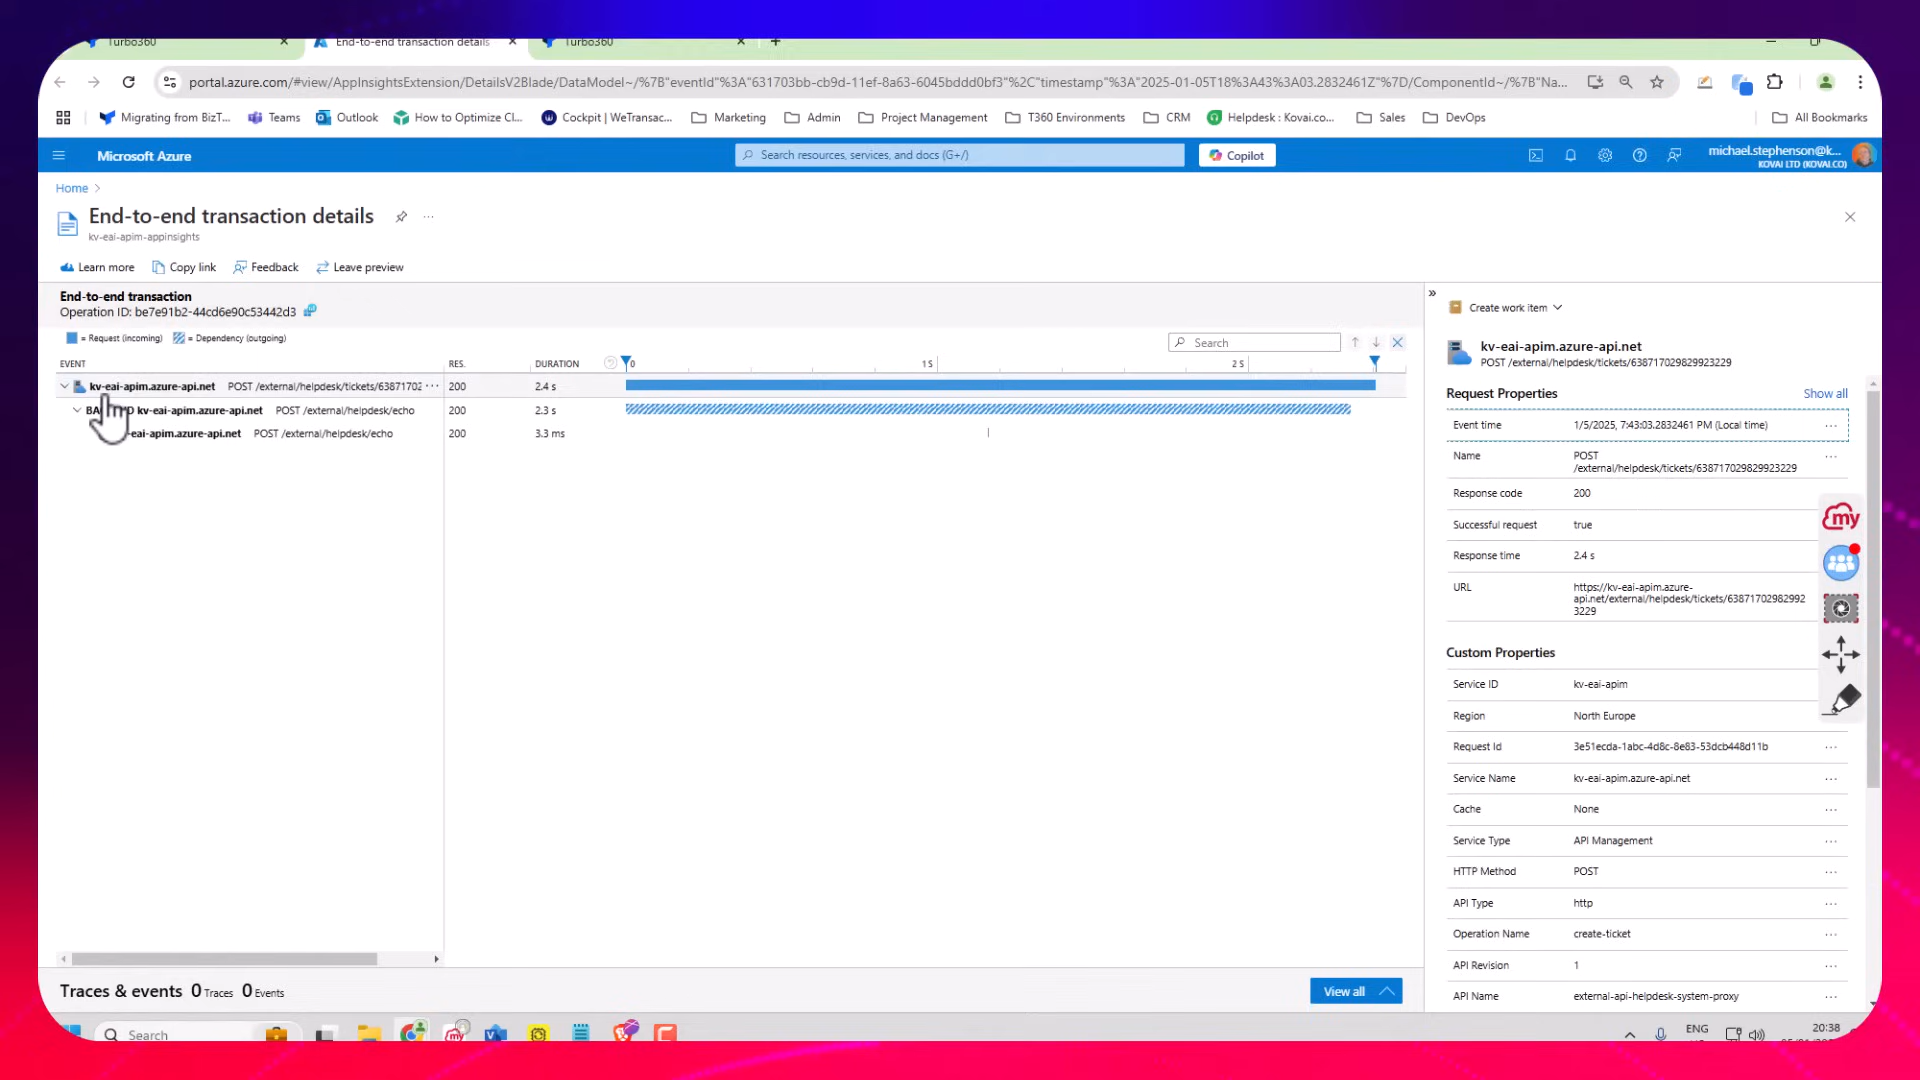 Turbo360
End-to-end transaction details
Turbo360
portal.azure.com/#view/AppInsightsExtension/DetailsV2Blade/DataModel~/%7B"eventId"%3A"631703bb-cb9d-11ef-8a63-6045bddd0bf3"%2C"timestamp"%3A"2025-01-05T18%3A43%3A03.2832461Z"%7D/ComponentId~/%7B"Na...
Migrating from BizT...
Teams
Outlook
How to Optimize Cl...
Cockpit | WeTransac...
Marketing
Admin
Project Management
T360 Environments
CRM
Helpdesk : Kovai.co...
Sales
DevOps
All Bookmarks
Microsoft Azure
Search resources, services, and docs (G+/)
Copilot
michael.stephenson@k...
KOVAI LTD (KOVAI.CO)
Home >
End-to-end transaction details
kv-eai-apim-appinsights
Learn more
Copy link
Feedback
Leave preview
End-to-end transaction
Operation ID: be7e91b2-44cd6e90c53442d3
= Request (incoming)
= Dependency (outgoing)
Search
EVENT
RES.
DURATION
0
1 S
2 S
kv-eai-apim.azure-api.net POST /external/helpdesk/tickets/63871702 ··· 200 2.4 s
kv-eai-apim.azure-api.net POST /external/helpdesk/echo 200 2.3 s
-eai-apim.azure-api.net POST /external/helpdesk/echo 200 3.3 ms
Traces & events 0 Traces 0 Events
View all
Create work item
kv-eai-apim.azure-api.net
POST /external/helpdesk/tickets/638717029829923229
Request Properties
Show all
Event time 1/5/2025, 7:43:03.2832461 PM (Local time)
Name POST
/external/helpdesk/tickets/638717029829923229
Response code 200
Successful request true
Response time 2.4 s
URL https://kv-eai-apim.azure-
api.net/external/helpdesk/tickets/63871702982992
3229
Custom Properties
Service ID kv-eai-apim
Region North Europe
Request Id 3e51ecda-1abc-4d8c-8e83-53dcb448d11b
Service Name kv-eai-apim.azure-api.net
Cache None
Service Type API Management
HTTP Method POST
API Type http
Operation Name create-ticket
API Revision 1
API Name external-api-helpdesk-system-proxy
my
Search
ENG
20:38